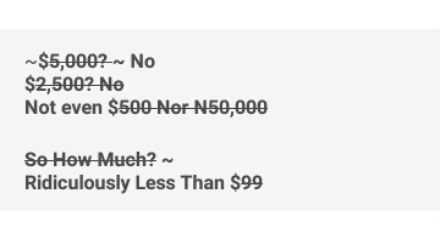 ~$5,000? ~ No
$2,500? No
Not even $500 Nor N50,000
So How Much? ~
Ridiculously Less Than $99